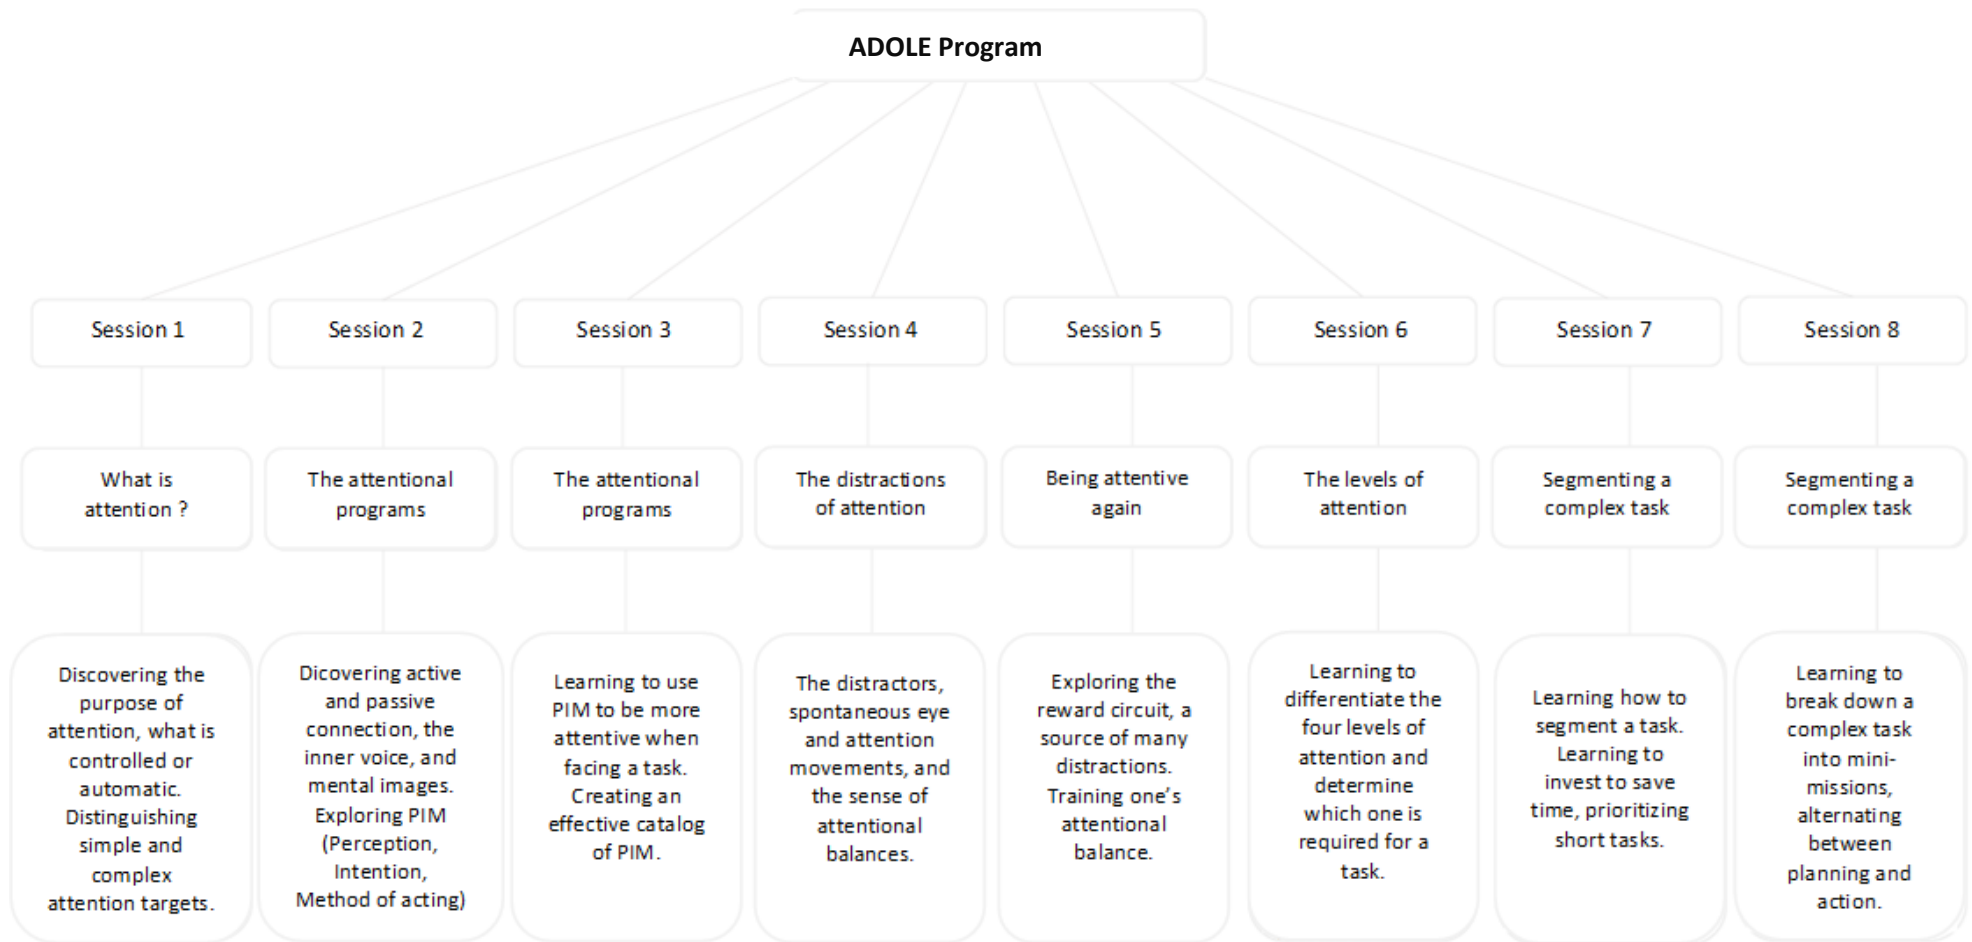 ADOLE Program
Session 1
Session 2
Session 3
Session 4
Session 5
Session 6
Session 7
Session 8
What is
attention ?
The attentional
programs
The attentional
programs
The distractions
of attention
Being attentive
again
The levels of
attention
Segmenting a
complex task
Segmenting a
complex task
Discovering the
purpose of
attention, what is
controlled or
automatic.
Distinguishing
simple and
complex
attention targets.
Dicovering active
and passive
connection, the
inner voice, and
mental images.
Exploring PIM
(Perception,
Intention,
Method of acting)
Learning to use
PIM to be more
attentive when
facing a task.
Creating an
effective catalog
of PIM.
The distractors,
spontaneous eye
and attention
movements, and
the sense of
attentional
balances.
Exploring the
reward circuit, a
source of many
distractions.
Training one's
attentional
balance.
Learning to
differentiate the
four levels of
attention and
determine
which one is
required for a
task.
Learning how to
segment a task.
Learning to
invest to save
time, prioritizing
short tasks.
Learning to
break down a
complex task
into mini-
missions,
alternating
between
planning and
action.